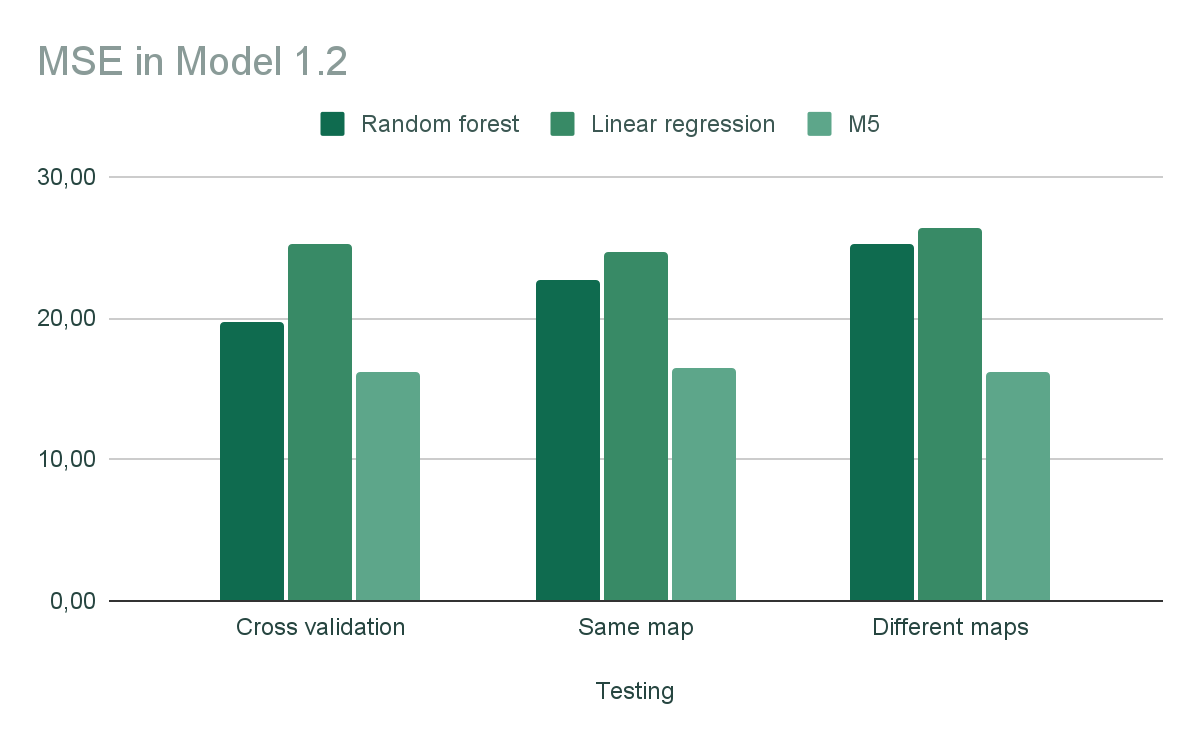 MSE in Model 1.2
Random forest Linear regression M5
30,00
20,00
10,00
0,00
Cross validation Same map Different maps
Testing